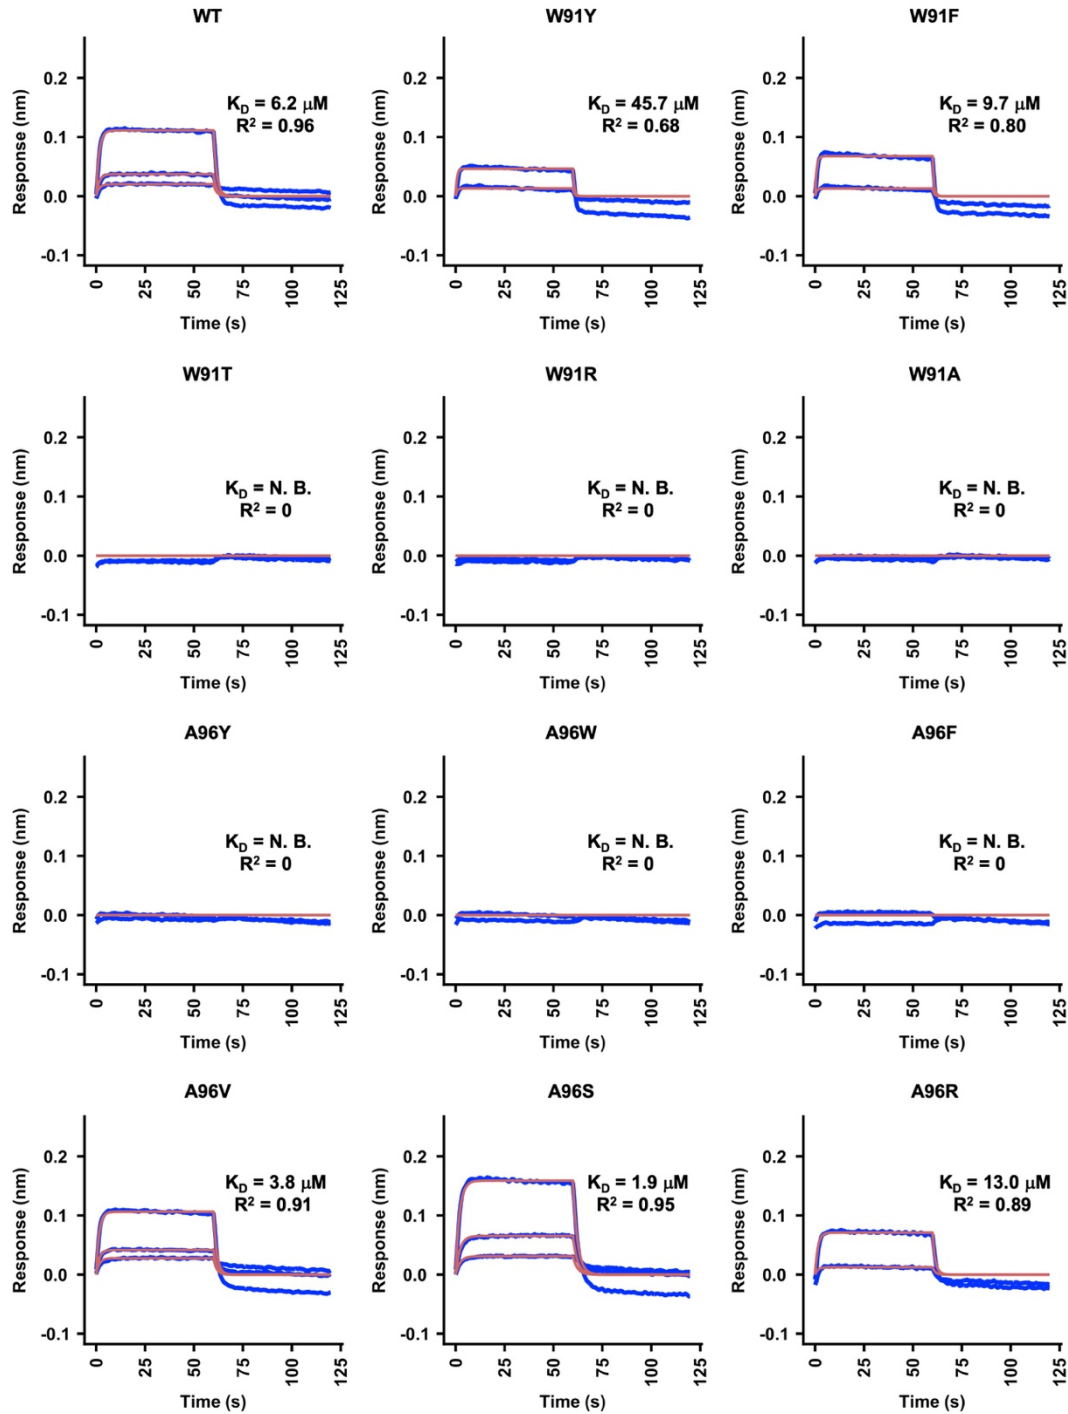 WT
W91Y
W91F
0.2
0.1
0.0
-0.1
Response (nm)
K_D = 6.2 μM
R² = 0.96
0
25
50
75
100
125
Time (s)
0.2
0.1
0.0
-0.1
Response (nm)
K_D = 45.7 μM
R² = 0.68
0
25
50
75
100
125
Time (s)
0.2
0.1
0.0
-0.1
Response (nm)
K_D = 9.7 μM
R² = 0.80
0
25
50
75
100
125
Time (s)
W91T
W91R
W91A
0.2
0.1
0.0
-0.1
Response (nm)
K_D = N. B.
R² = 0
0
25
50
75
100
125
Time (s)
0.2
0.1
0.0
-0.1
Response (nm)
K_D = N. B.
R² = 0
0
25
50
75
100
125
Time (s)
0.2
0.1
0.0
-0.1
Response (nm)
K_D = N. B.
R² = 0
0
25
50
75
100
125
Time (s)
A96Y
A96W
A96F
0.2
0.1
0.0
-0.1
Response (nm)
K_D = N. B.
R² = 0
0
25
50
75
100
125
Time (s)
0.2
0.1
0.0
-0.1
Response (nm)
K_D = N. B.
R² = 0
0
25
50
75
100
125
Time (s)
0.2
0.1
0.0
-0.1
Response (nm)
K_D = N. B.
R² = 0
0
25
50
75
100
125
Time (s)
A96V
A96S
A96R
0.2
0.1
0.0
-0.1
Response (nm)
K_D = 3.8 μM
R² = 0.91
0
25
50
75
100
125
Time (s)
0.2
0.1
0.0
-0.1
Response (nm)
K_D = 1.9 μM
R² = 0.95
0
25
50
75
100
125
Time (s)
0.2
0.1
0.0
-0.1
Response (nm)
K_D = 13.0 μM
R² = 0.89
0
25
50
75
100
125
Time (s)